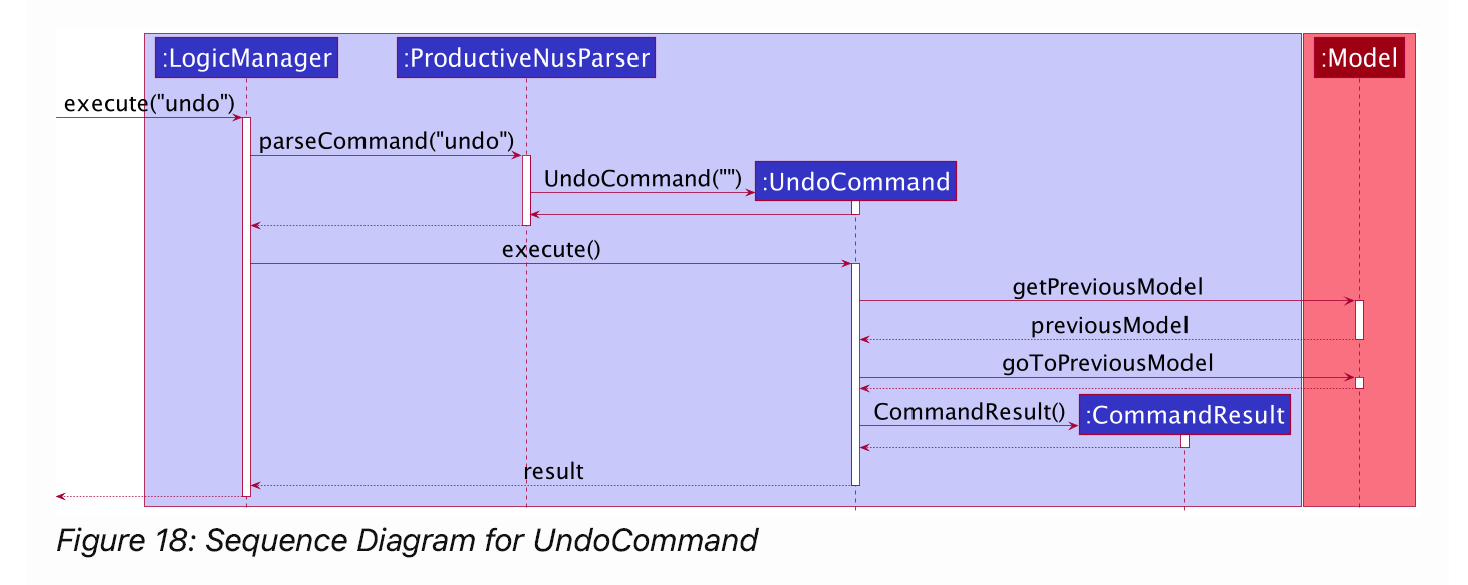 :LogicManager
:ProductiveNusParser
:Model
execute("undo")
parseCommand("undo")
UndoCommand("")
:UndoCommand
execute()
getPreviousModel
previousModel
goToPreviousModel
CommandResult()
:CommandResult
result
Figure 18: Sequence Diagram for UndoCommand